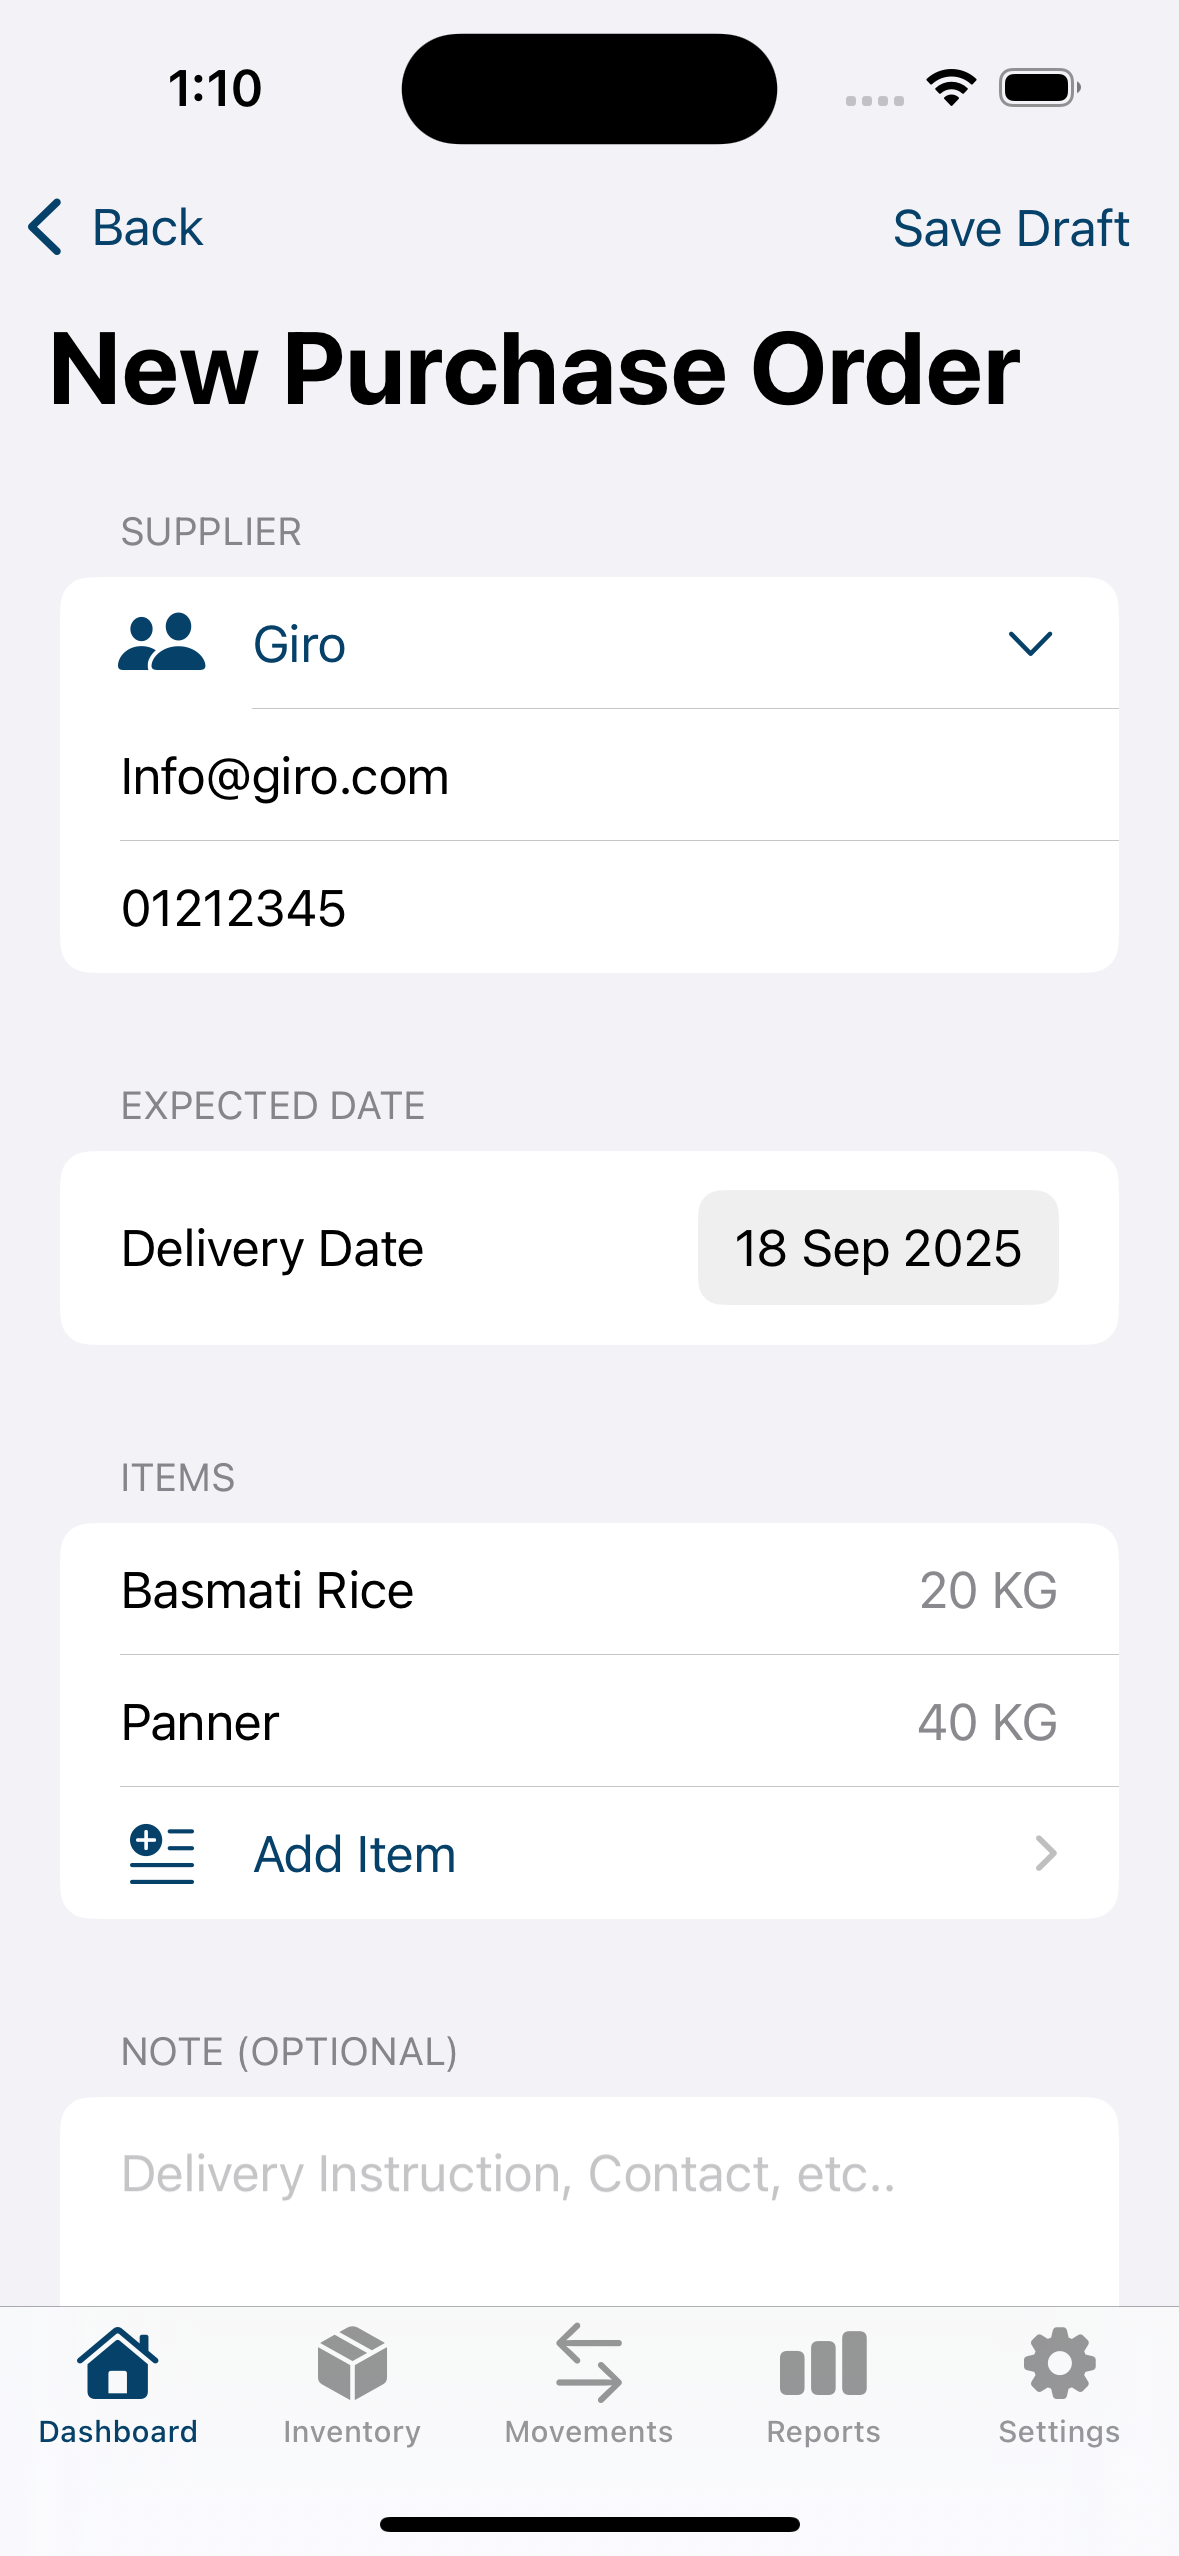 1:10
Back
Save Draft
New Purchase Order
SUPPLIER
Giro
Info@giro.com
01212345
EXPECTED DATE
Delivery Date
18 Sep 2025
ITEMS
Basmati Rice
20 KG
Panner
40 KG
Add Item
NOTE (OPTIONAL)
Delivery Instruction, Contact, etc..
Dashboard
Inventory
Movements
Reports
Settings